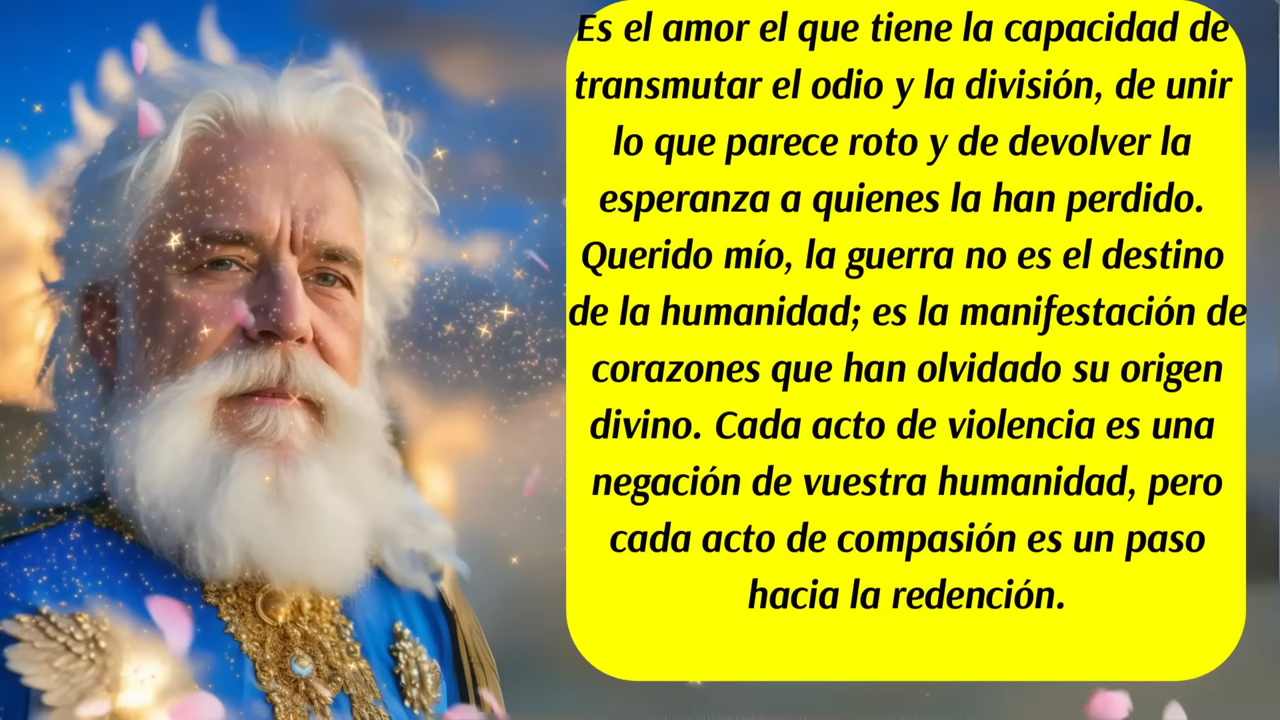 Es el amor el que tiene la capacidad de
transmutar el odio y la división, de unir
lo que parece roto y de devolver la
esperanza a quienes la han perdido.
Querido mío, la guerra no es el destino
de la humanidad; es la manifestación de
corazones que han olvidado su origen
divino. Cada acto de violencia es una
negación de vuestra humanidad, pero
cada acto de compasión es un paso
hacia la redención.